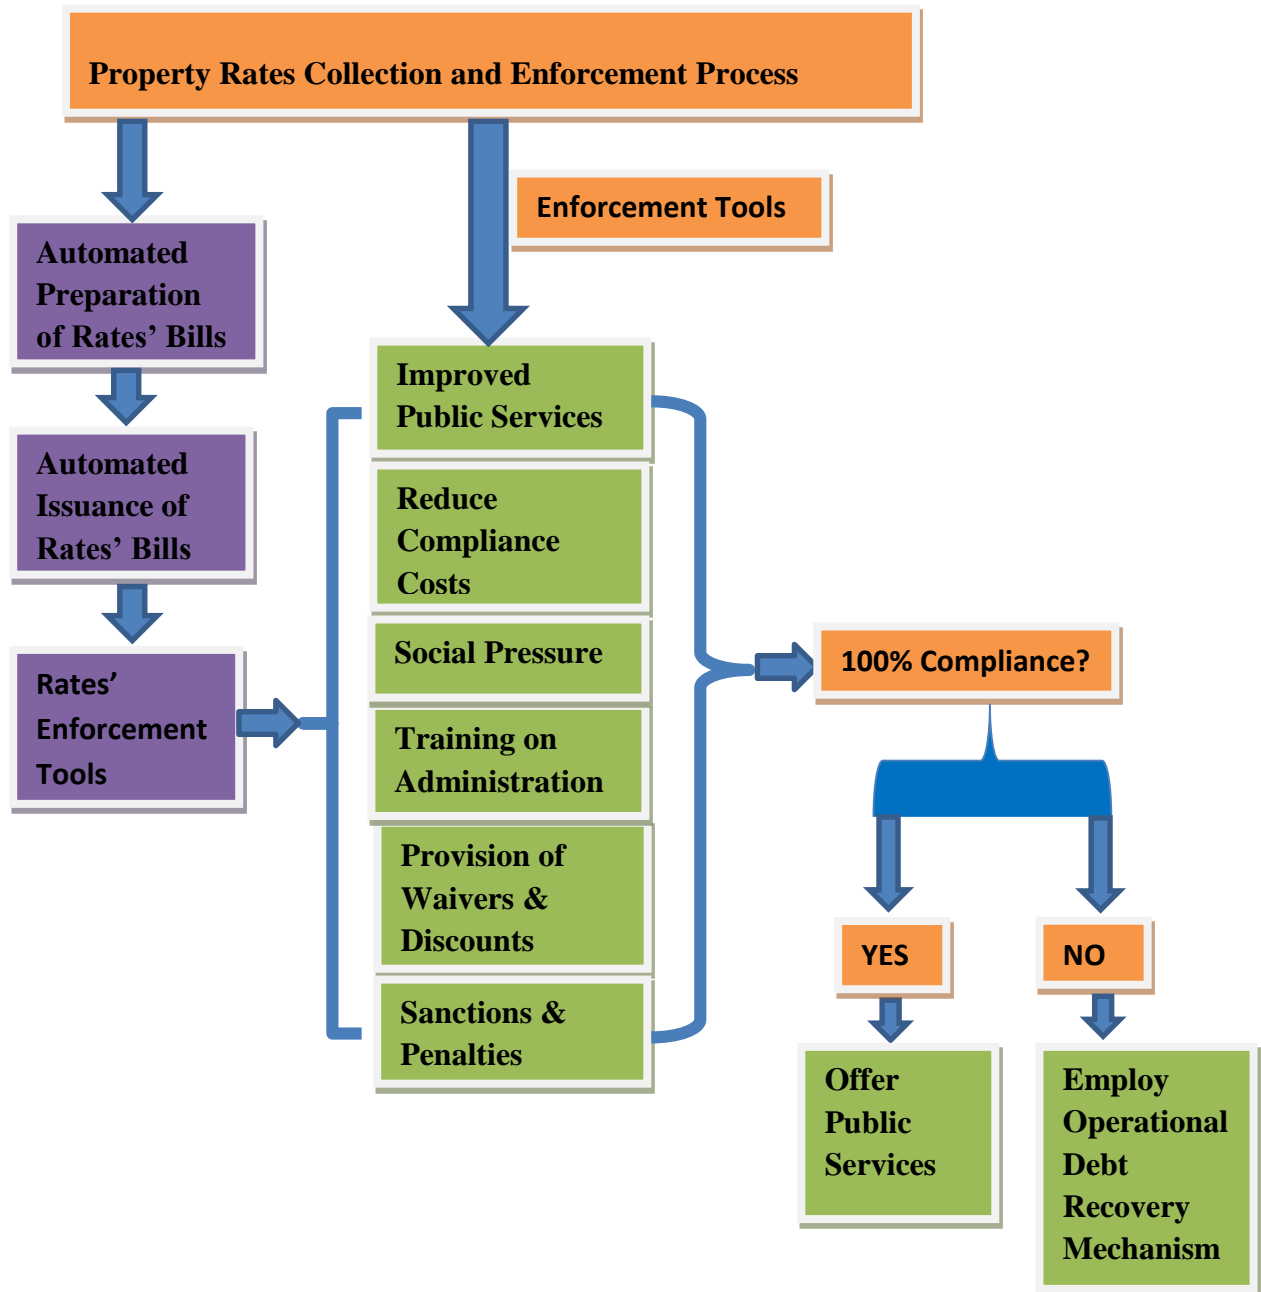 Property Rates Collection and Enforcement Process
Enforcement Tools
Automated
Preparation
of Rates’ Bills
Automated
Issuance of
Rates’ Bills
Rates’
Enforcement
Tools
Improved
Public Services
Reduce
Compliance
Costs
Social Pressure
Training on
Administration
Provision of
Waivers &
Discounts
Sanctions &
Penalties
100% Compliance?
YES
NO
Offer
Public
Services
Employ
Operational
Debt
Recovery
Mechanism